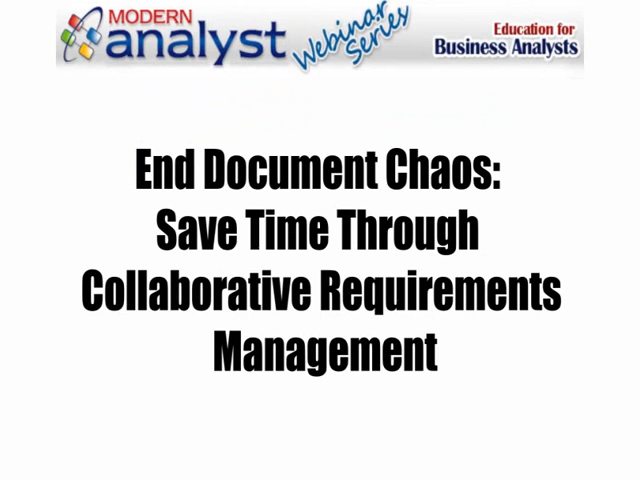 MODERN
analyst
Webinar
Series
Education for
Business Analysts
End Document Chaos:
Save Time Through
Collaborative Requirements
Management